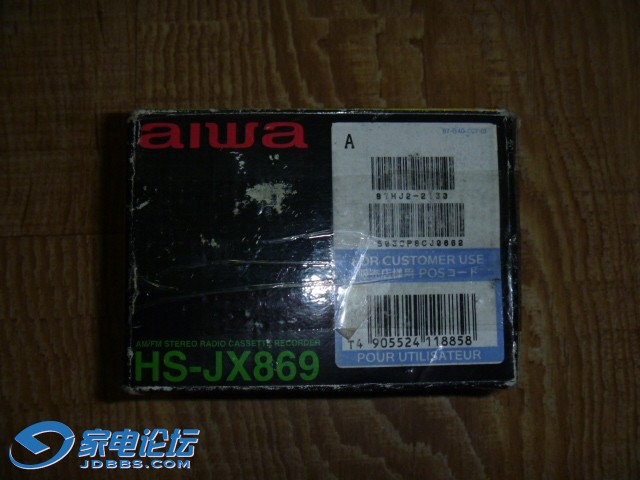 aiwa
A
FOR CUSTOMER USE
POSコード
T4 905524 118858
POUR UTILISATEUR
AM/FM STEREO RADIO CASSETTE RECORDER
HS-JX869
家电论坛
JDBBS.COM